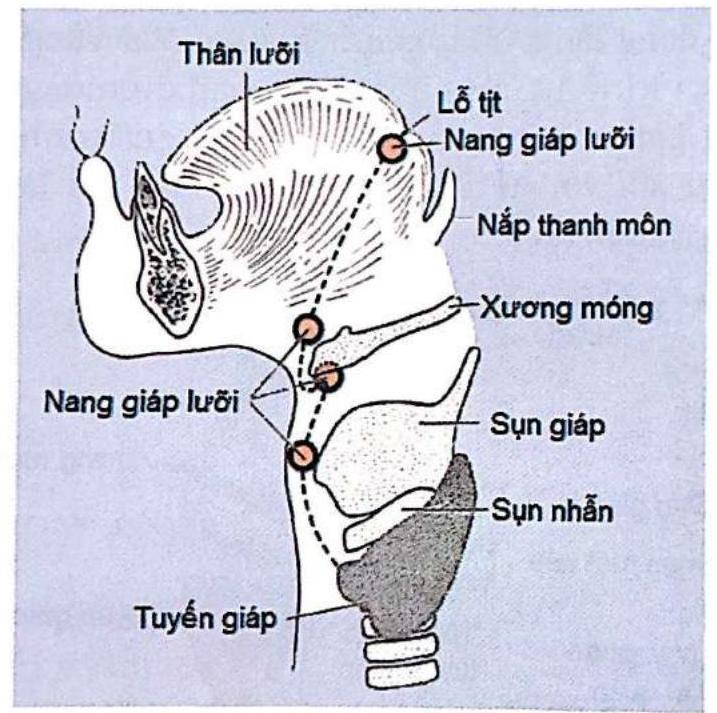 Thân lưỡi
Lỗ tịt
Nang giáp lưỡi
Nắp thanh môn
Xương móng
Nang giáp lưỡi
Sụn giáp
Sụn nhẫn
Tuyến giáp